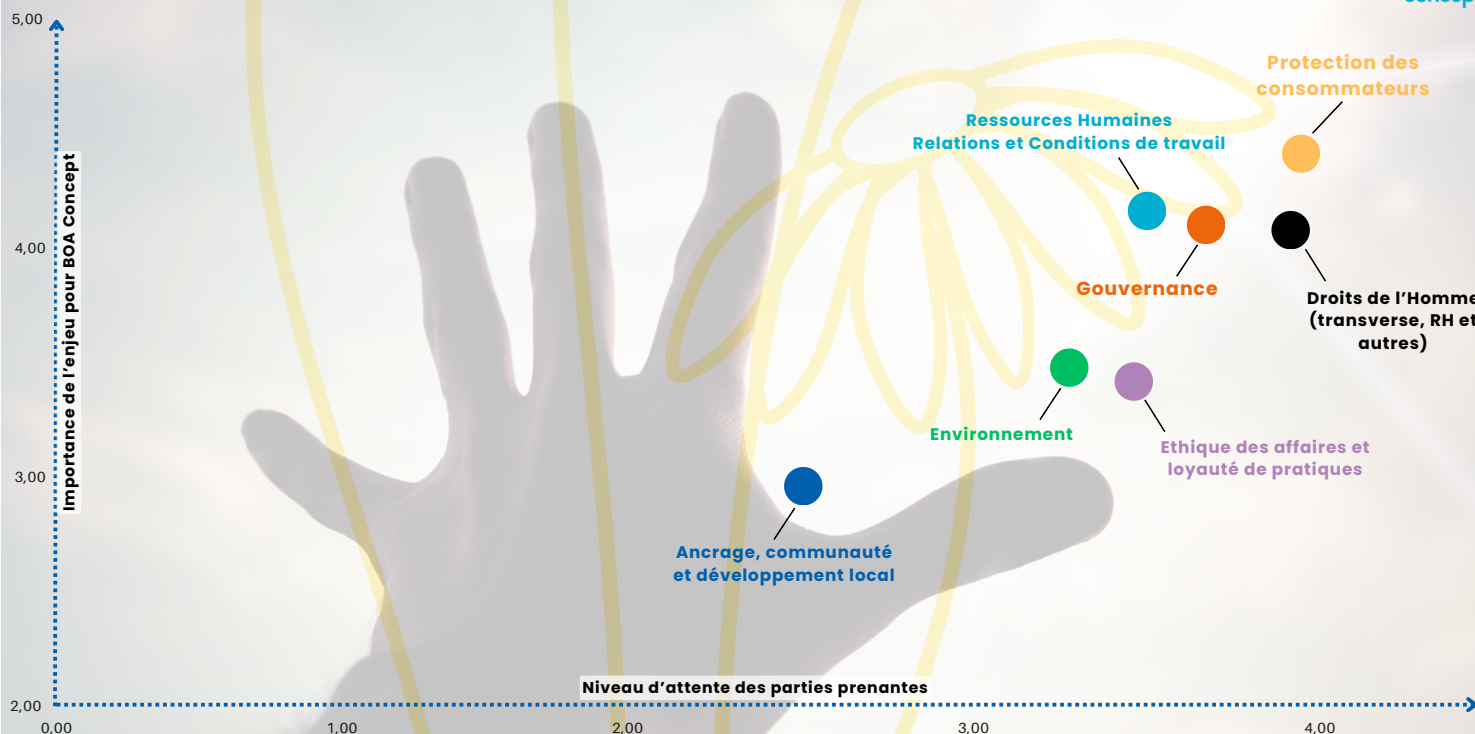 5,00
Protection des
consommateurs
Ressources Humaines
Relations et Conditions de travail
Importance de l’enjeu pour BOA Concept
4,00
Gouvernance
Droits de l’Homme
(transverse, RH et
autres)
Environnement
Ethique des affaires et
loyauté de pratiques
3,00
Ancrage, communauté
et développement local
Niveau d’attente des parties prenantes
2,00
0,00 1,00 2,00 3,00 4,00